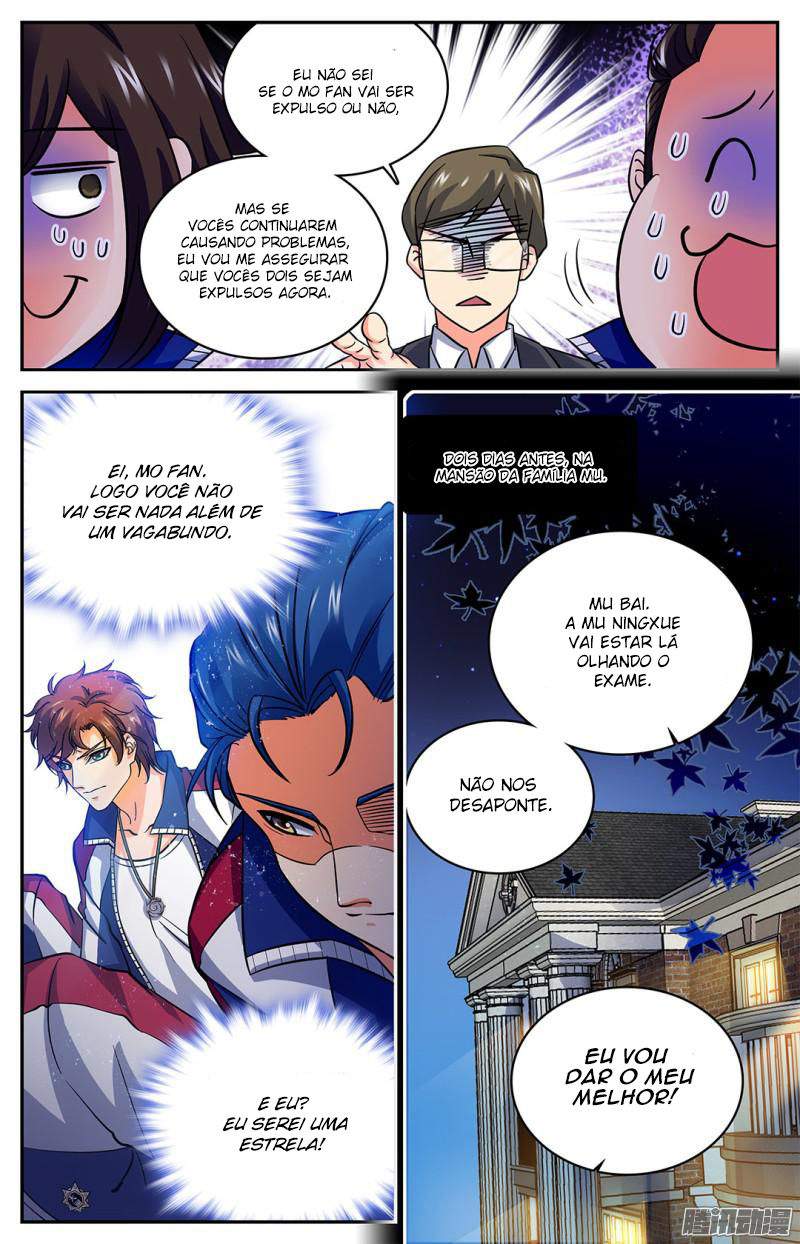 EU NÃO SEI
SE O MO FAN VAI SER
EXPULSO OU NÃO,
MAS SE
VOCÊS CONTINUAREM
CAUSANDO PROBLEMAS,
EU VOU ME ASSEGURAR
QUE VOCÊS DOIS SEJAM
EXPULSOS AGORA.
EI, MO FAN.
LOGO VOCÊ NÃO
VAI SER NADA ALÉM DE
UM VAGABUNDO.
E EU?
EU SEREI UMA
ESTRELA!
DOIS DIAS ANTES, NA
MANSÃO DA FAMÍLIA MU.
MU BAI.
A MU NINGXUE
VAI ESTAR LÁ
OLHANDO O
EXAME.
NÃO NOS
DESAPONTE.
EU VOU
DAR O MEU
MELHOR!
腾讯动漫